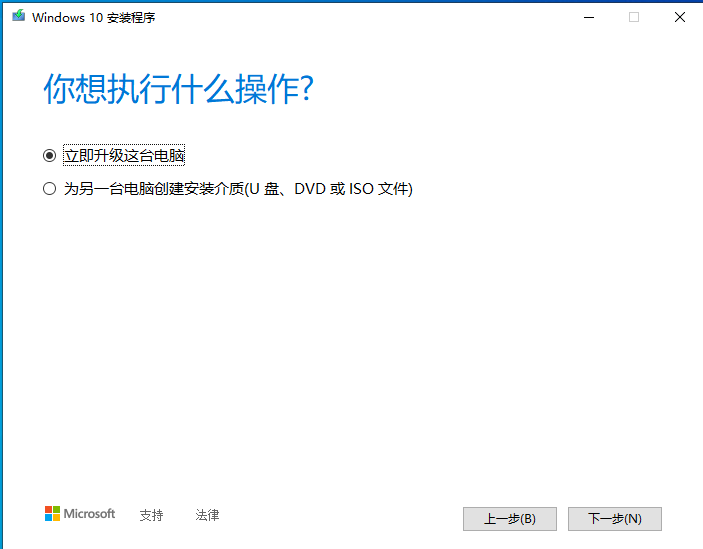 Windows 10 安装程序
你想执行什么操作?
立即升级这台电脑
为另一台电脑创建安装介质(U 盘、DVD 或 ISO 文件)
Microsoft 支持 法律 上一步(B) 下一步(N)